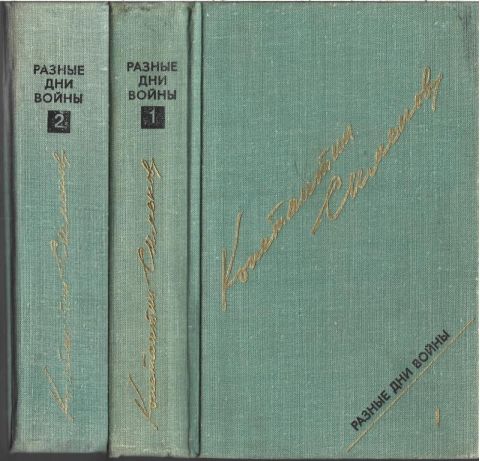 РАЗНЫЕ
ДНИ
ВОЙНЫ
2
Константин Симонов
РАЗНЫЕ
ДНИ
ВОЙНЫ
1
Константин Симонов
Константин
Симонов
РАЗНЫЕ ДНИ ВОЙНЫ
1